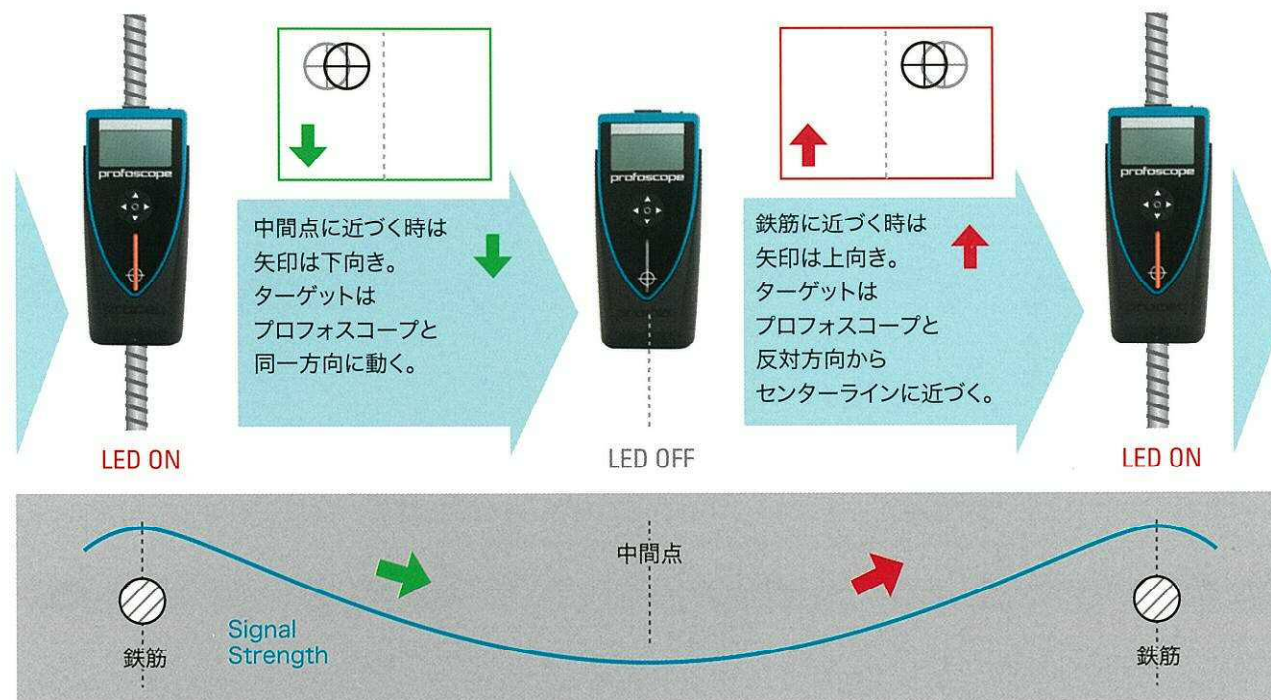 profoscope
profoscope
profoscope
中間点に近づく時は
矢印は下向き。
ターゲットは
プロフォスコープと
同一方向に動く。
鉄筋に近づく時は
矢印は上向き。
ターゲットは
プロフォスコープと
反対方向から
センターラインに近づく。
LED ON
LED OFF
LED ON
中間点
Signal
Strength
鉄筋
鉄筋